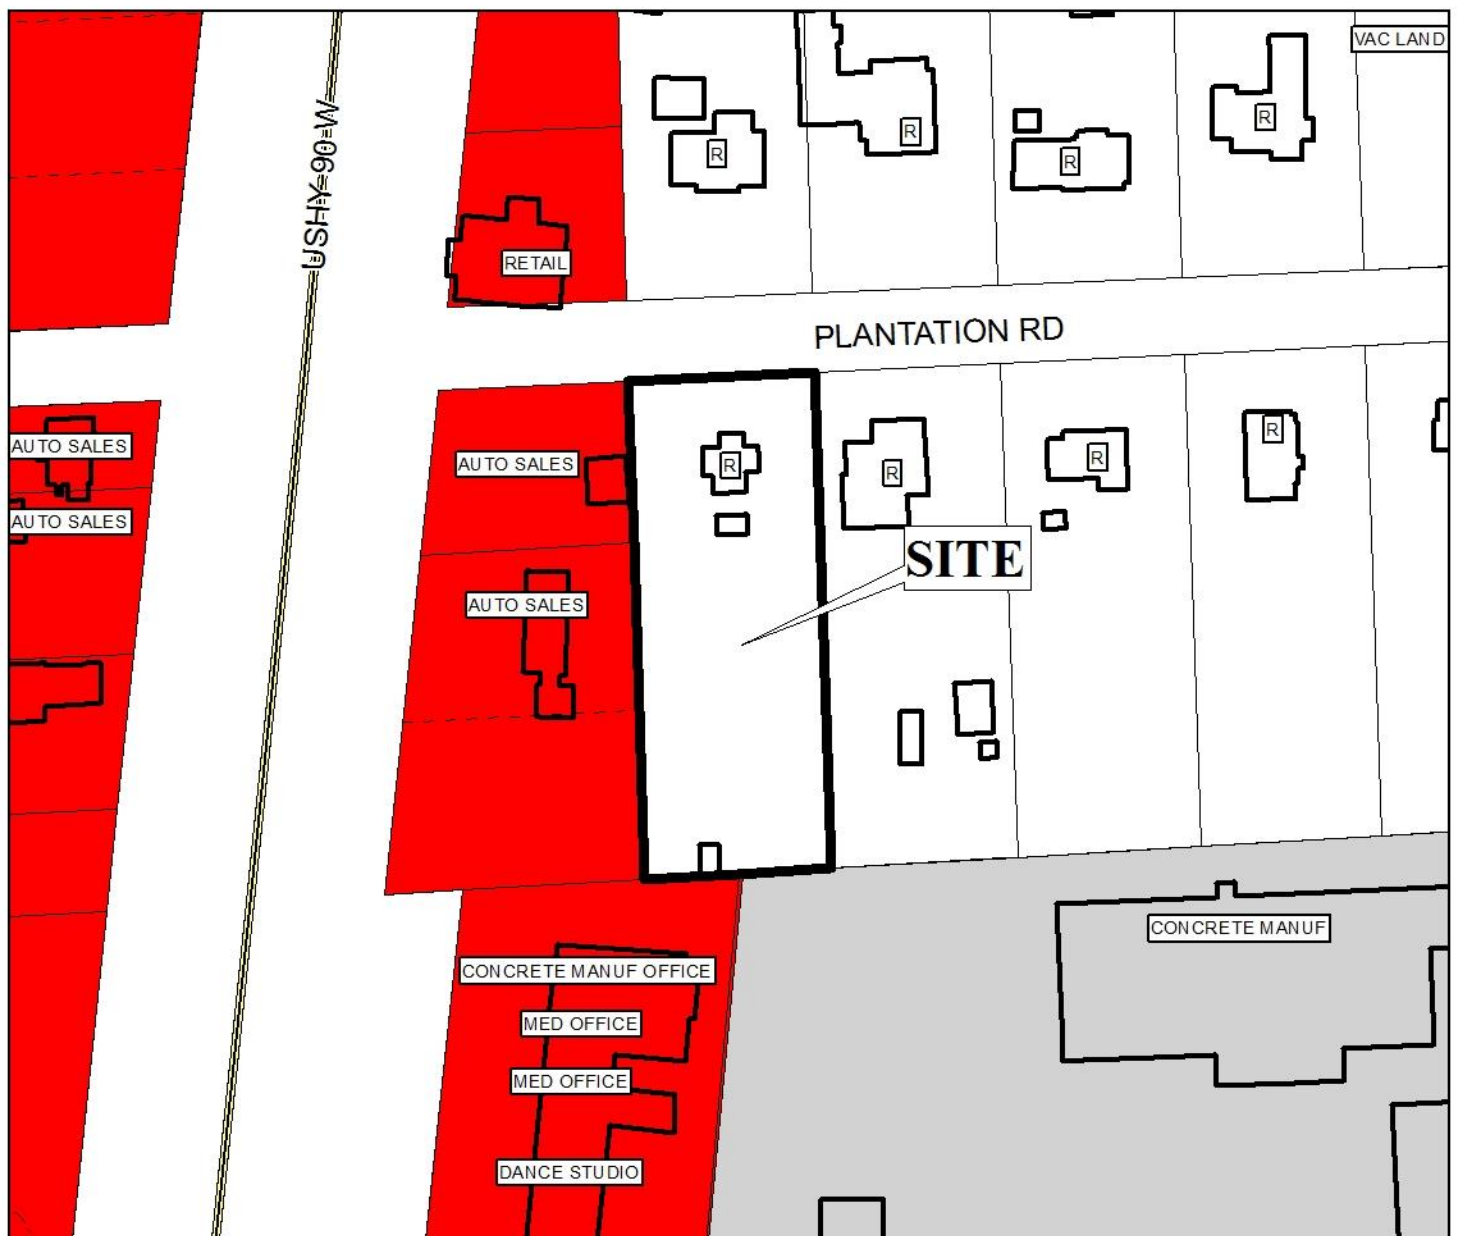 VAC LAND
USHY 90 W
R
R
R
R
RETAIL
PLANTATION RD
AUTO SALES
AUTO SALES
R
R
R
R
AUTO SALES
SITE
AUTO SALES
CONCRETE MANUF
CONCRETE MANUF OFFICE
MED OFFICE
MED OFFICE
DANCE STUDIO